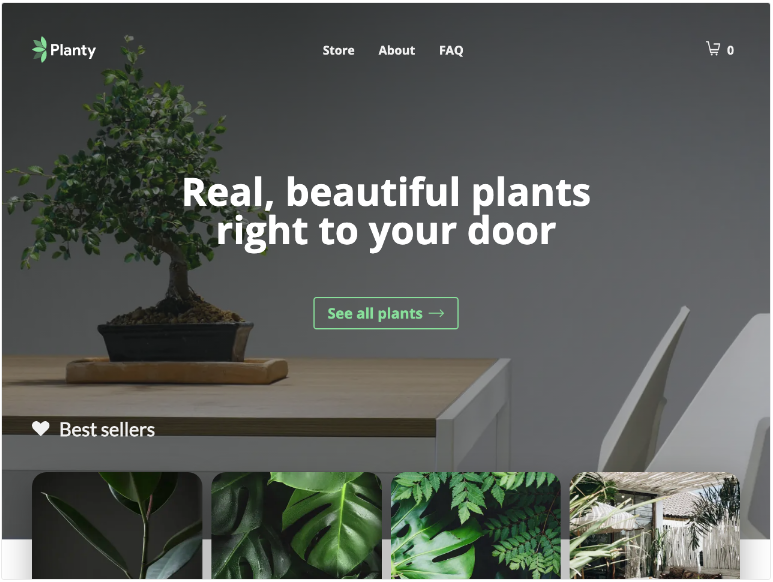 Planty
Store About FAQ
0
Real, beautiful plants
right to your door
See all plants →
Best sellers